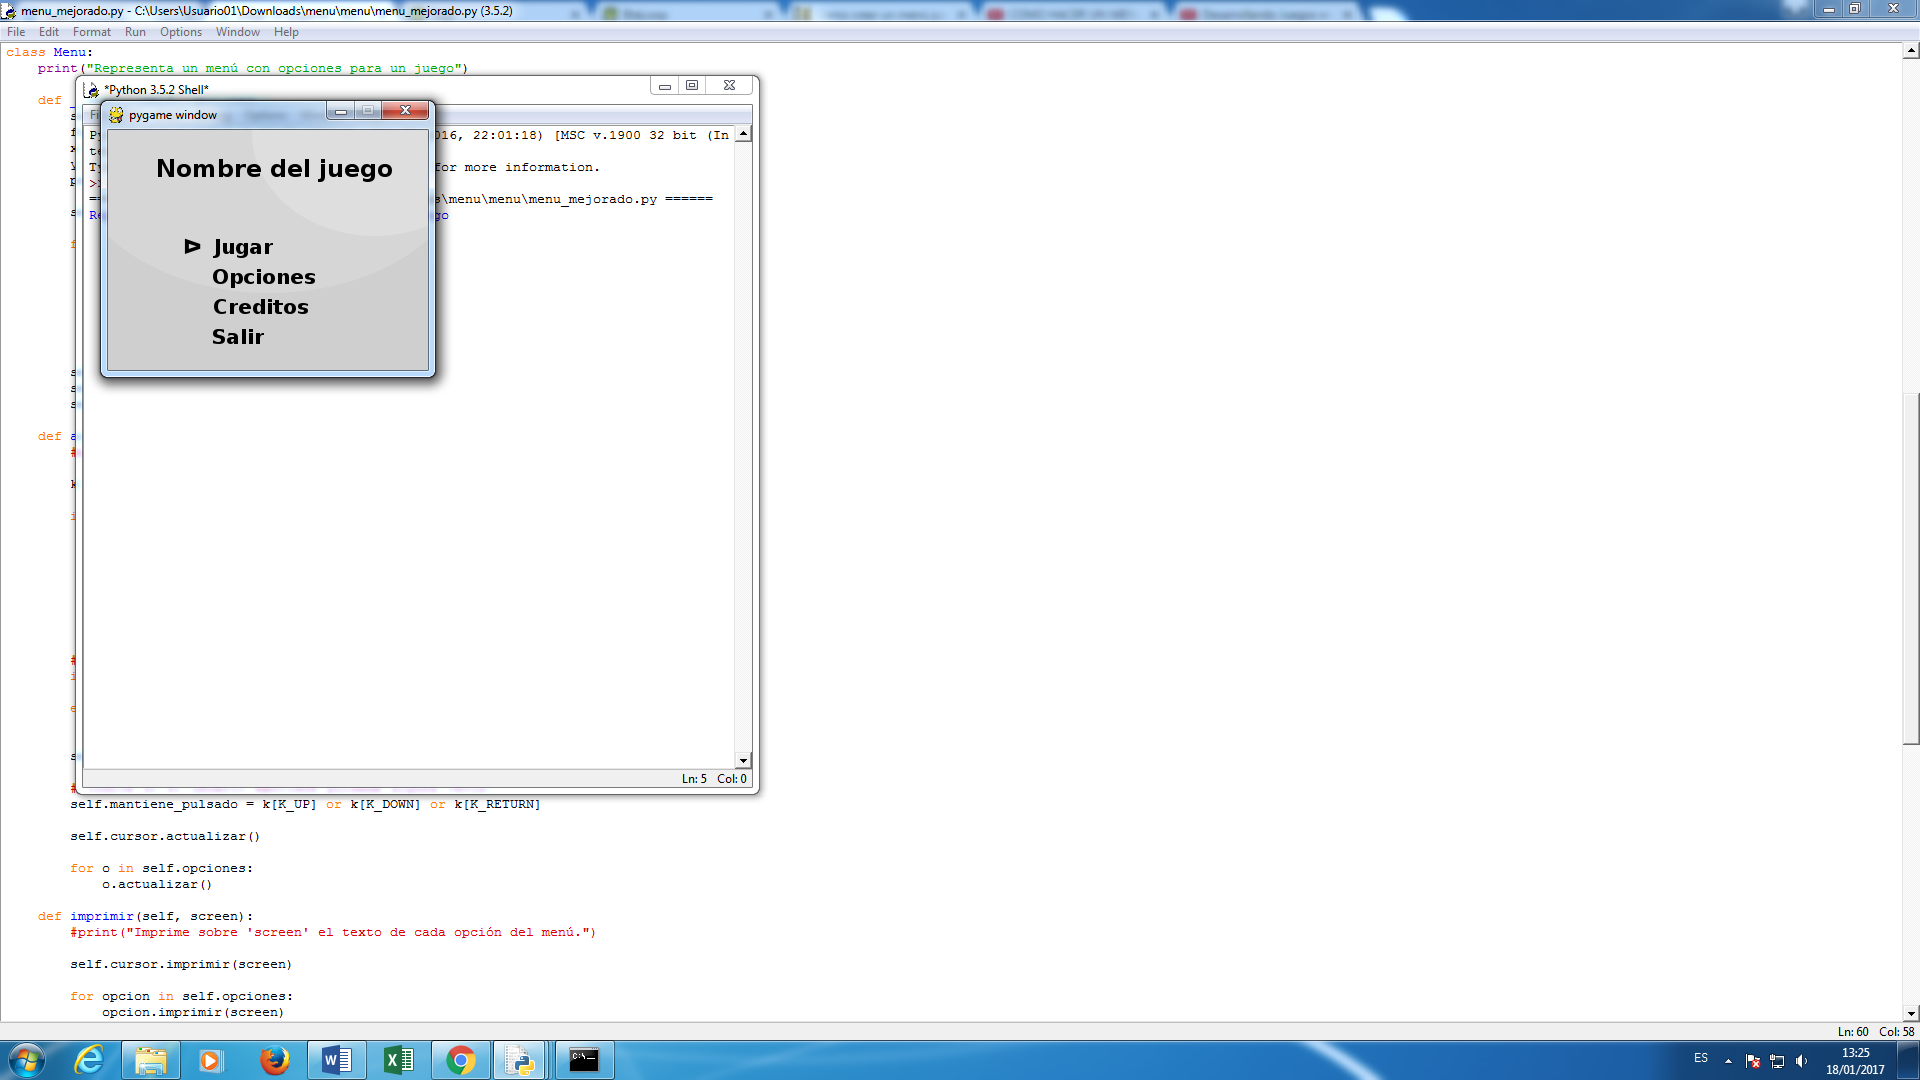 menu_mejorado.py - C:\Users\Usuario01\Downloads\menu\menu\menu_mejorado.py (3.5.2)
File Edit Format Run Options Window Help
class Menu:
print("Representa un menú con opciones para un juego")
*Python 3.5.2 Shell*
def
pygame window
016, 22:01:18) [MSC v.1900 32 bit (In
for more information.
s\menu\menu\menu_mejorado.py ======
Nombre del juego
Jugar
Opciones
Creditos
Salir
def a
Ln: 5 Col: 0
self.mantiene_pulsado = k[K_UP] or k[K_DOWN] or k[K_RETURN]
self.cursor.actualizar()
for o in self.opciones:
o.actualizar()
def imprimir(self, screen):
#print("Imprime sobre 'screen' el texto de cada opción del menú.")
self.cursor.imprimir(screen)
for opcion in self.opciones:
opcion.imprimir(screen)
Ln: 60 Col: 58
ES
13:25
18/01/2017